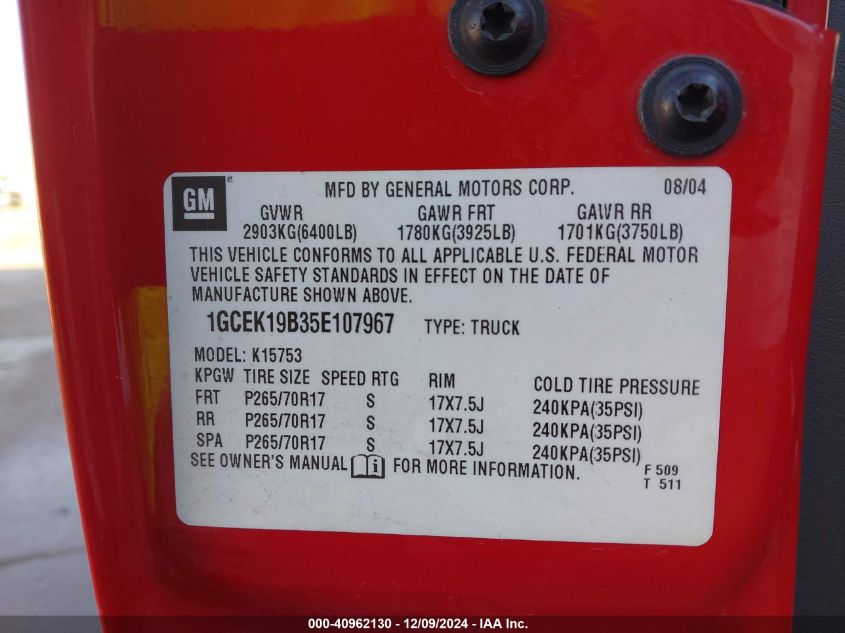 GM
MFD BY GENERAL MOTORS CORP. 08/04
GVWR GAWR FRT GAWR RR
2903KG(6400LB) 1780KG(3925LB) 1701KG(3750LB)
THIS VEHICLE CONFORMS TO ALL APPLICABLE U.S. FEDERAL MOTOR
VEHICLE SAFETY STANDARDS IN EFFECT ON THE DATE OF
MANUFACTURE SHOWN ABOVE.
1GCEK19B35E107967 TYPE: TRUCK
MODEL: K15753
KPGW TIRE SIZE SPEED RTG RIM COLD TIRE PRESSURE
FRT P265/70R17 S 17X7.5J 240KPA(35PSI)
RR P265/70R17 S 17X7.5J 240KPA(35PSI)
SPA P265/70R17 S 17X7.5J 240KPA(35PSI)
SEE OWNER'S MANUAL FOR MORE INFORMATION. F 509
T 511
000-40962130 - 12/09/2024 - IAA Inc.